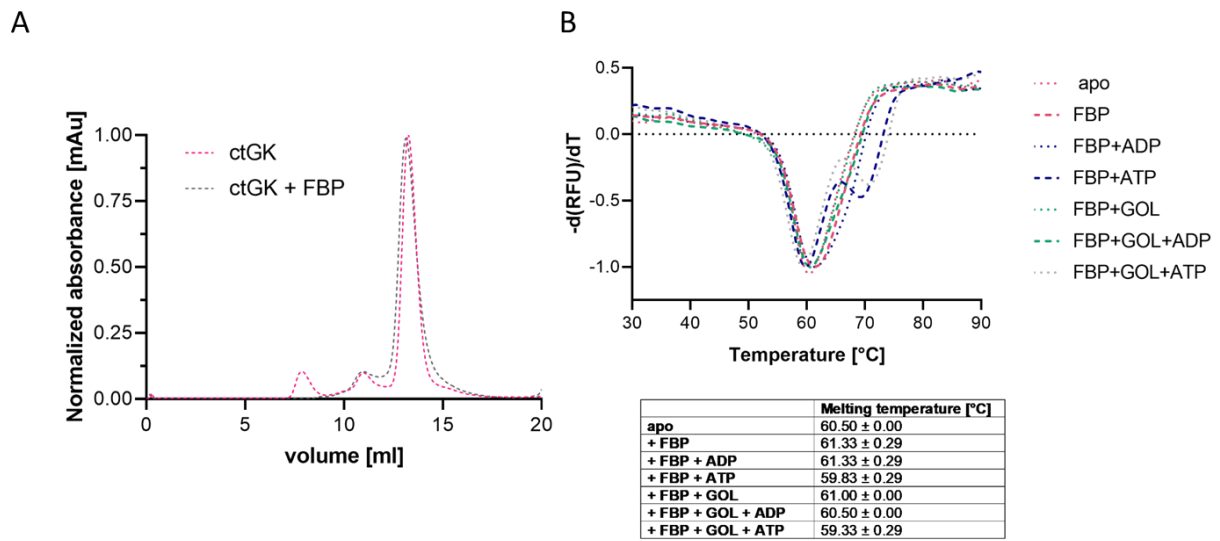 A
B
Normalized absorbance [mAu]
1.00
0.75
0.50
0.25
0.00
0
5
10
15
20
volume [ml]
ctGK
ctGK + FBP
-d(RFU)/dT
0.5
0.0
-0.5
-1.0
30
40
50
60
70
80
90
Temperature [°C]
apo
FBP
FBP+ADP
FBP+ATP
FBP+GOL
FBP+GOL+ADP
FBP+GOL+ATP
Melting temperature [°C]
apo 60.50 ± 0.00
+ FBP 61.33 ± 0.29
+ FBP + ADP 61.33 ± 0.29
+ FBP + ATP 59.83 ± 0.29
+ FBP + GOL 61.00 ± 0.00
+ FBP + GOL + ADP 60.50 ± 0.00
+ FBP + GOL + ATP 59.33 ± 0.29